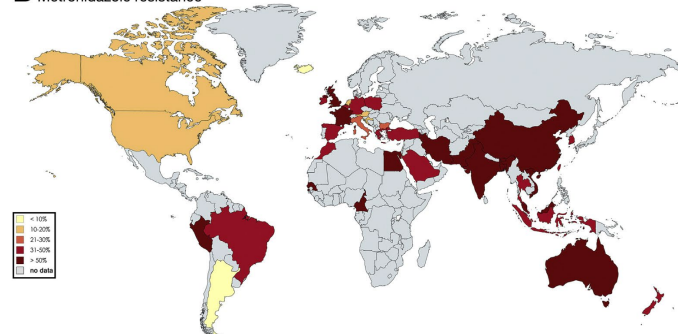 Metronidazole resistance
< 10%
10-20%
21-30%
31-50%
> 50%
no data